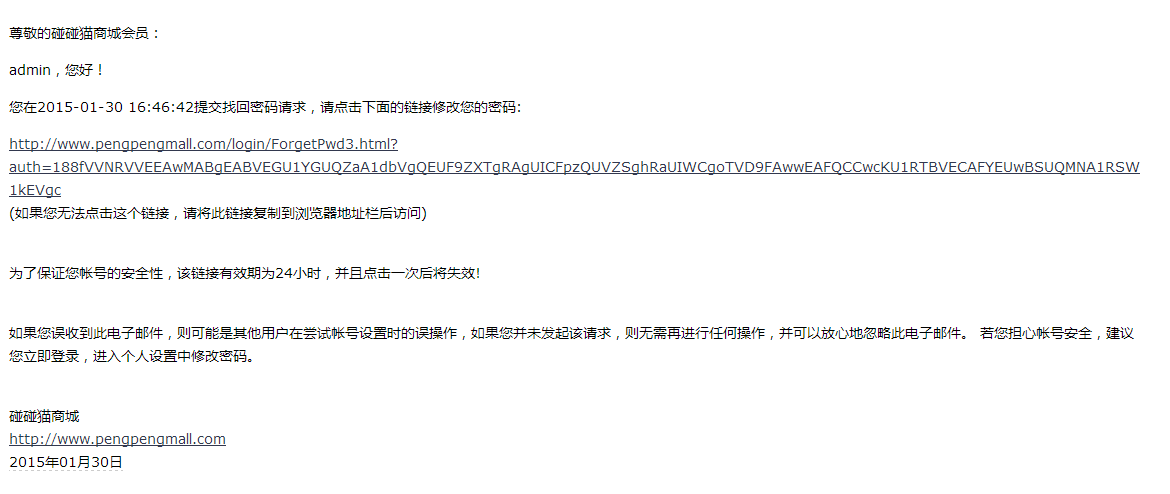 尊敬的碰碰猫商城会员：
admin，您好！
您在2015-01-30 16:46:42提交找回密码请求，请点击下面的链接修改您的密码:
http://www.pengpengmall.com/login/ForgetPwd3.html?
auth=188fVVNRVVEEAwMABgEABVEGU1YGUQZaA1dbVgQEUF9ZXTgRAgUICFpzQUVZSghRaUIWCgoTVD9FAwwEAFQCCwcKU1RTBVECAFYEUwBSUQMNA1RSW
1kEVgc
(如果您无法点击这个链接，请将此链接复制到浏览器地址栏后访问)
为了保证您帐号的安全性，该链接有效期为24小时，并且点击一次后将失效!
如果您误收到此电子邮件，则可能是其他用户在尝试帐号设置时的误操作，如果您并未发起该请求，则无需再进行任何操作，并可以放心地忽略此电子邮件。 若您担心帐号安全，建议
您立即登录，进入个人设置中修改密码。
碰碰猫商城
http://www.pengpengmall.com
2015年01月30日